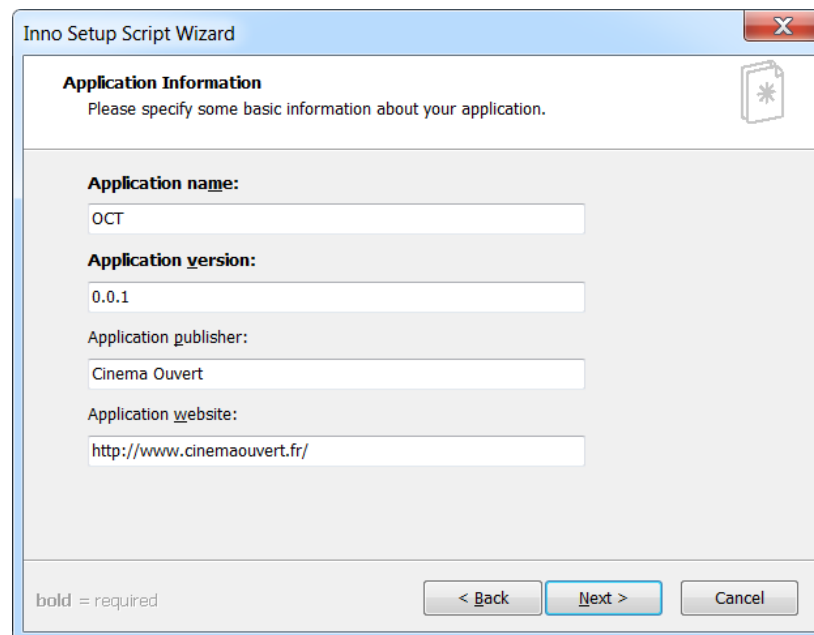 Inno Setup Script Wizard
Application Information
Please specify some basic information about your application.
Application name:
OCT
Application version:
0.0.1
Application publisher:
Cinema Ouvert
Application website:
http://www.cinemaouvert.fr/
bold = required
< Back
Next >
Cancel